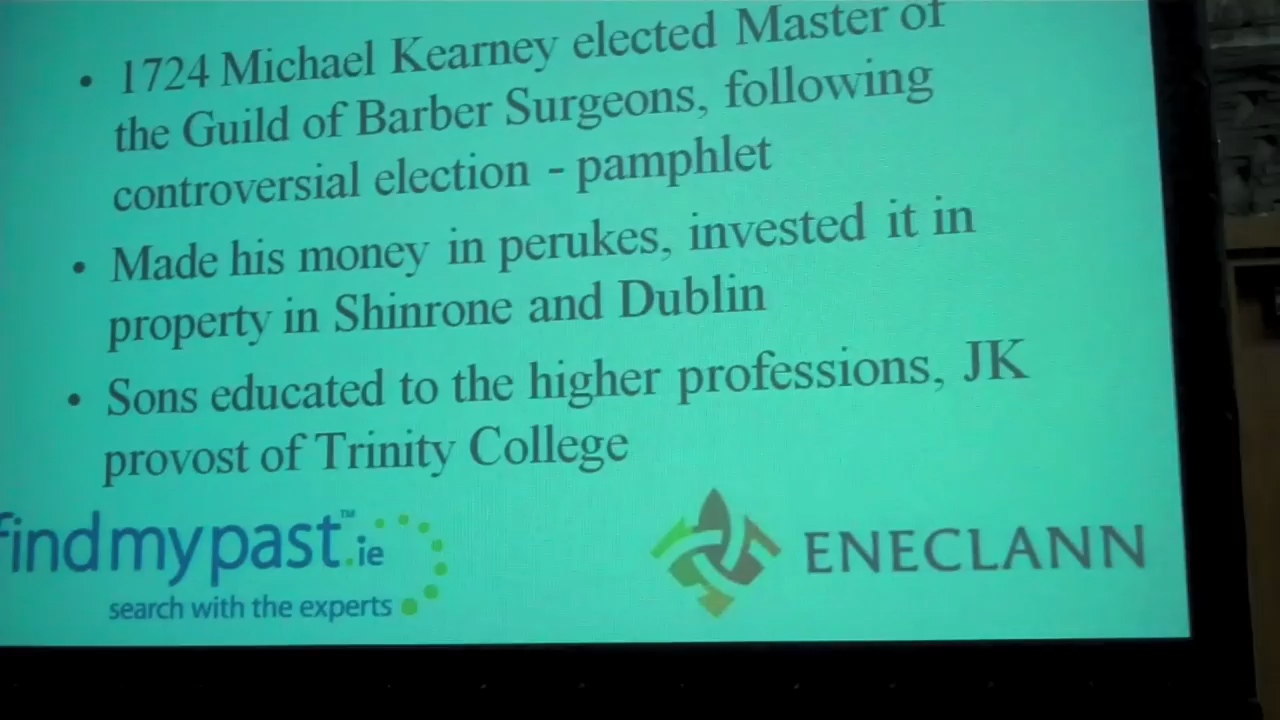 • 1724 Michael Kearney elected Master of
the Guild of Barber Surgeons, following
controversial election - pamphlet
• Made his money in perukes, invested it in
property in Shinrone and Dublin
• Sons educated to the higher professions, JK
provost of Trinity College
findmypast.ie™
search with the experts
ENECLANN